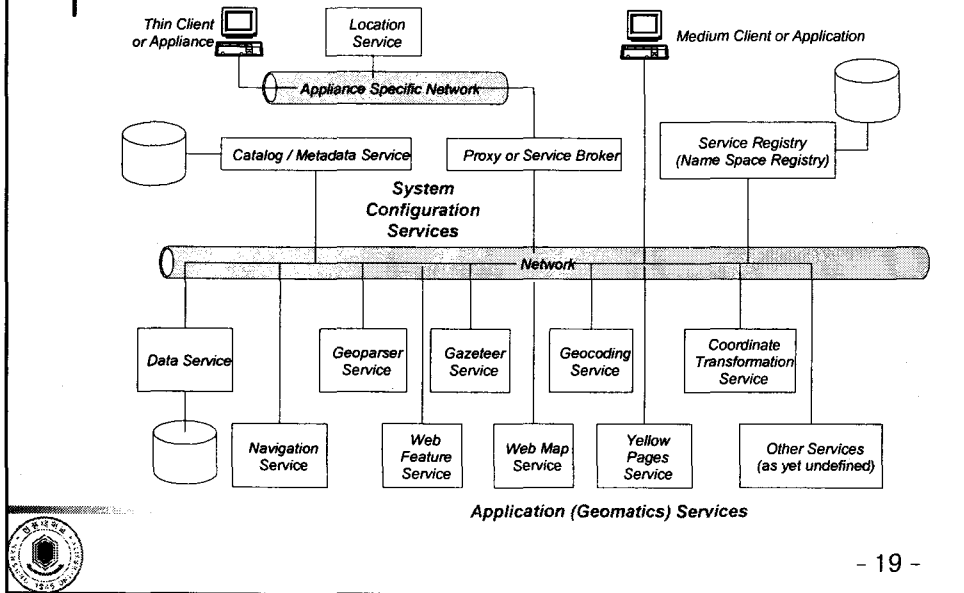 Thin Client
or Appliance
Location
Service
Medium Client or Application
Appliance Specific Network
Catalog / Metadata Service
Proxy or Service Broker
Service Registry
(Name Space Registry)
System
Configuration
Services
Network
Data Service
Geoparser
Service
Gazeteer
Service
Geocoding
Service
Coordinate
Transformation
Service
Navigation
Service
Web
Feature
Service
Web Map
Service
Yellow
Pages
Service
Other Services
(as yet undefined)
Application (Geomatics) Services
- 19 -